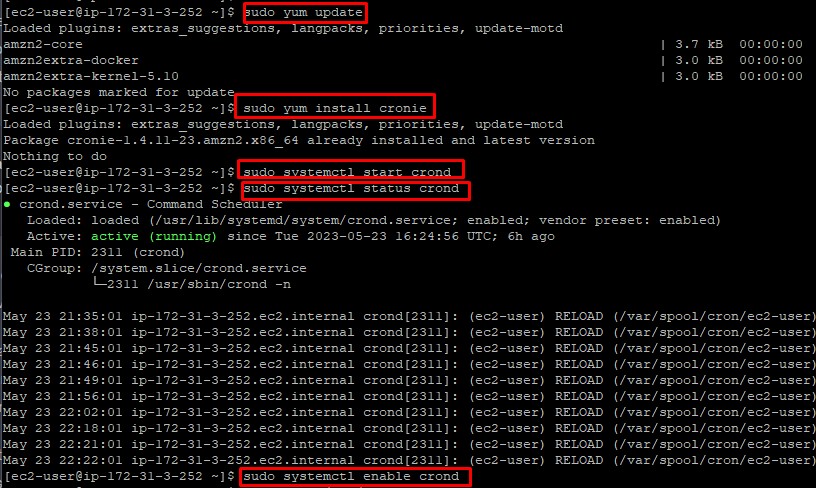 [ec2-user@ip-172-31-3-252 ~]$ sudo yum update
Loaded plugins: extras_suggestions, langpacks, priorities, update-motd
amzn2-core | 3.7 kB 00:00:00
amzn2extra-docker | 3.0 kB 00:00:00
amzn2extra-kernel-5.10 | 3.0 kB 00:00:00
No packages marked for update
[ec2-user@ip-172-31-3-252 ~]$ sudo yum install cronie
Loaded plugins: extras_suggestions, langpacks, priorities, update-motd
Package cronie-1.4.11-23.amzn2.x86_64 already installed and latest version
Nothing to do
[ec2-user@ip-172-31-3-252 ~]$ sudo systemctl start crond
[ec2-user@ip-172-31-3-252 ~]$ sudo systemctl status crond
● crond.service - Command Scheduler
Loaded: loaded (/usr/lib/systemd/system/crond.service; enabled; vendor preset: enabled)
Active: active (running) since Tue 2023-05-23 16:24:56 UTC; 6h ago
Main PID: 2311 (crond)
CGroup: /system.slice/crond.service
└─2311 /usr/sbin/crond -n
May 23 21:35:01 ip-172-31-3-252.ec2.internal crond[2311]: (ec2-user) RELOAD (/var/spool/cron/ec2-user)
May 23 21:38:01 ip-172-31-3-252.ec2.internal crond[2311]: (ec2-user) RELOAD (/var/spool/cron/ec2-user)
May 23 21:45:01 ip-172-31-3-252.ec2.internal crond[2311]: (ec2-user) RELOAD (/var/spool/cron/ec2-user)
May 23 21:46:01 ip-172-31-3-252.ec2.internal crond[2311]: (ec2-user) RELOAD (/var/spool/cron/ec2-user)
May 23 21:49:01 ip-172-31-3-252.ec2.internal crond[2311]: (ec2-user) RELOAD (/var/spool/cron/ec2-user)
May 23 21:56:01 ip-172-31-3-252.ec2.internal crond[2311]: (ec2-user) RELOAD (/var/spool/cron/ec2-user)
May 23 22:02:01 ip-172-31-3-252.ec2.internal crond[2311]: (ec2-user) RELOAD (/var/spool/cron/ec2-user)
May 23 22:18:01 ip-172-31-3-252.ec2.internal crond[2311]: (ec2-user) RELOAD (/var/spool/cron/ec2-user)
May 23 22:21:01 ip-172-31-3-252.ec2.internal crond[2311]: (ec2-user) RELOAD (/var/spool/cron/ec2-user)
May 23 22:22:01 ip-172-31-3-252.ec2.internal crond[2311]: (ec2-user) RELOAD (/var/spool/cron/ec2-user)
[ec2-user@ip-172-31-3-252 ~]$ sudo systemctl enable crond